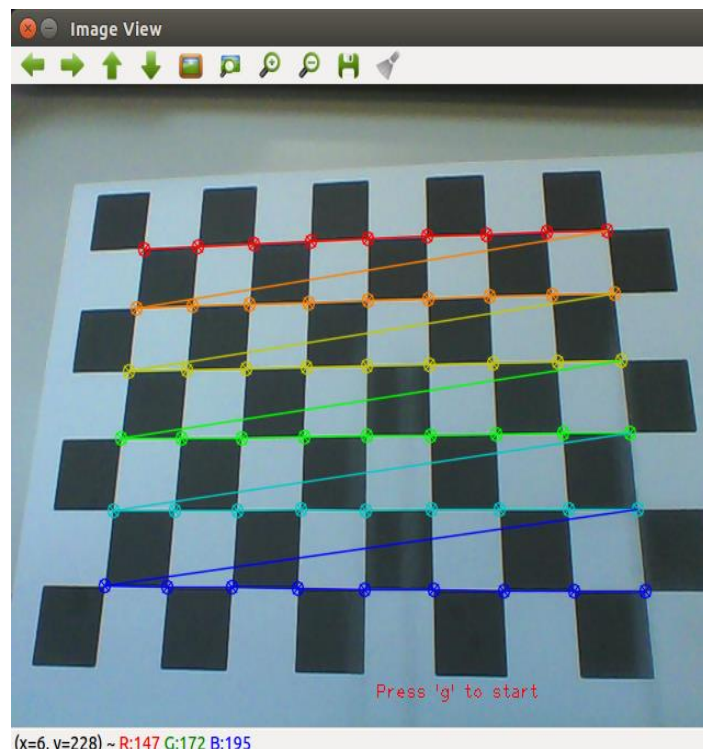 Image View
Press 'g' to start
(x=6, y=228) ~ R:147 G:172 B:195